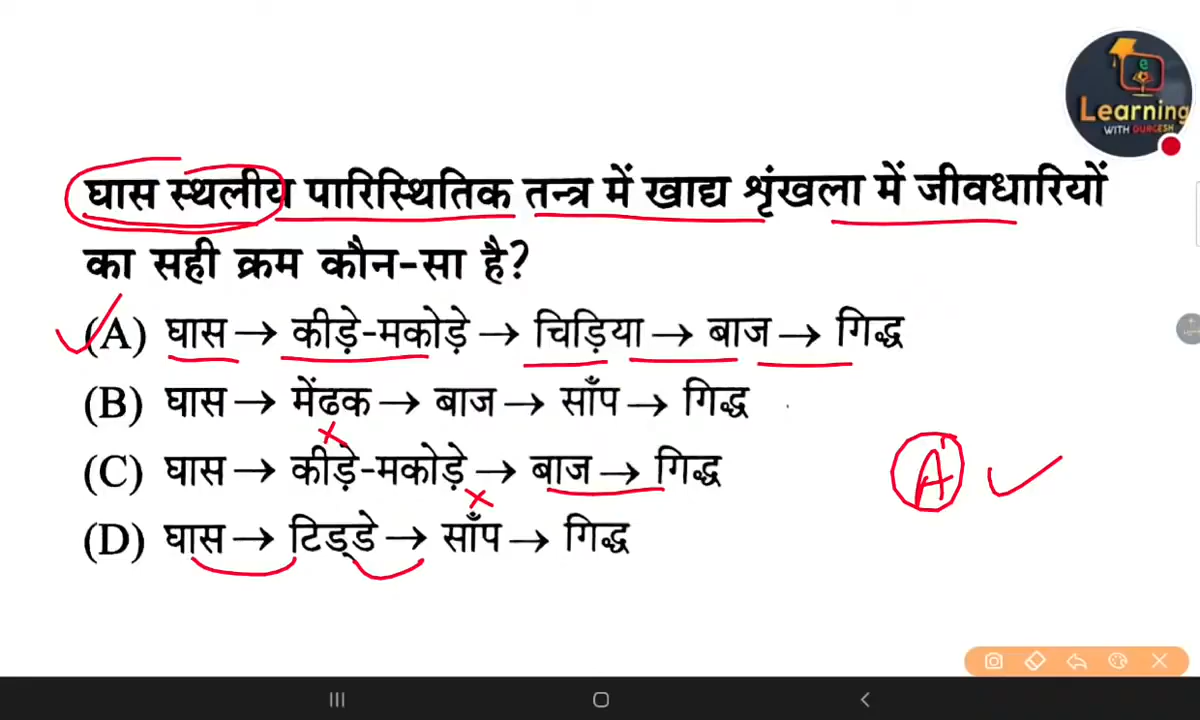 e
Learning
WITH DURGESH
घास स्थलीय पारिस्थितिक तन्त्र में खाद्य शृंखला में जीवधारियों
का सही क्रम कौन-सा है?
(A) घास → कीड़े-मकोड़े → चिड़िया → बाज → गिद्ध
(B) घास → मेंढक → बाज → साँप → गिद्ध
(C) घास → कीड़े-मकोड़े → बाज → गिद्ध
(D) घास → टिड्डे → साँप → गिद्ध
A